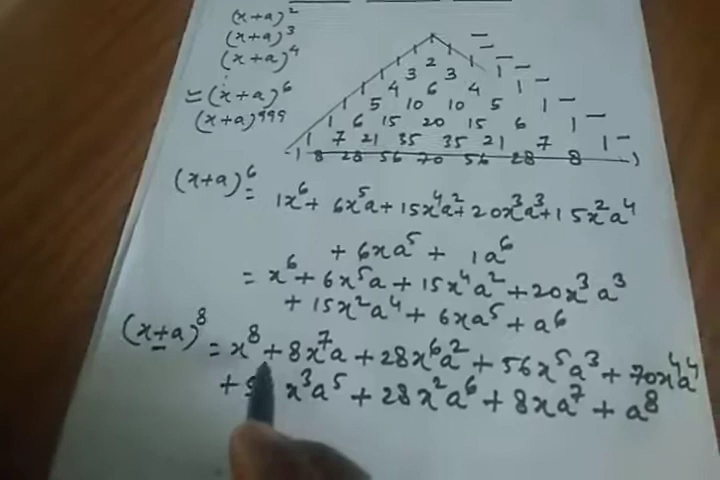 (x+a)²
(x+a)³
(x+a)⁴
= (x+a)⁶
(x+a)⁹⁹⁹
1 2 1
1 3 3 1
1 4 6 4 1
1 5 10 10 5 1
1 6 15 20 15 6 1
1 7 21 35 35 21 7 1
1 8 28 56 70 56 28 8 1
(x+a)⁶ = 1x⁶ + 6x⁵a + 15x⁴a² + 20x³a³ + 15x²a⁴
+ 6xa⁵ + 1a⁶
= x⁶ + 6x⁵a + 15x⁴a² + 20x³a³
+ 15x²a⁴ + 6xa⁵ + a⁶
(x+a)⁸ = x⁸ + 8x⁷a + 28x⁶a² + 56x⁵a³ + 70x⁴a⁴
+ x³a⁵ + 28x²a⁶ + 8xa⁷ + a⁸